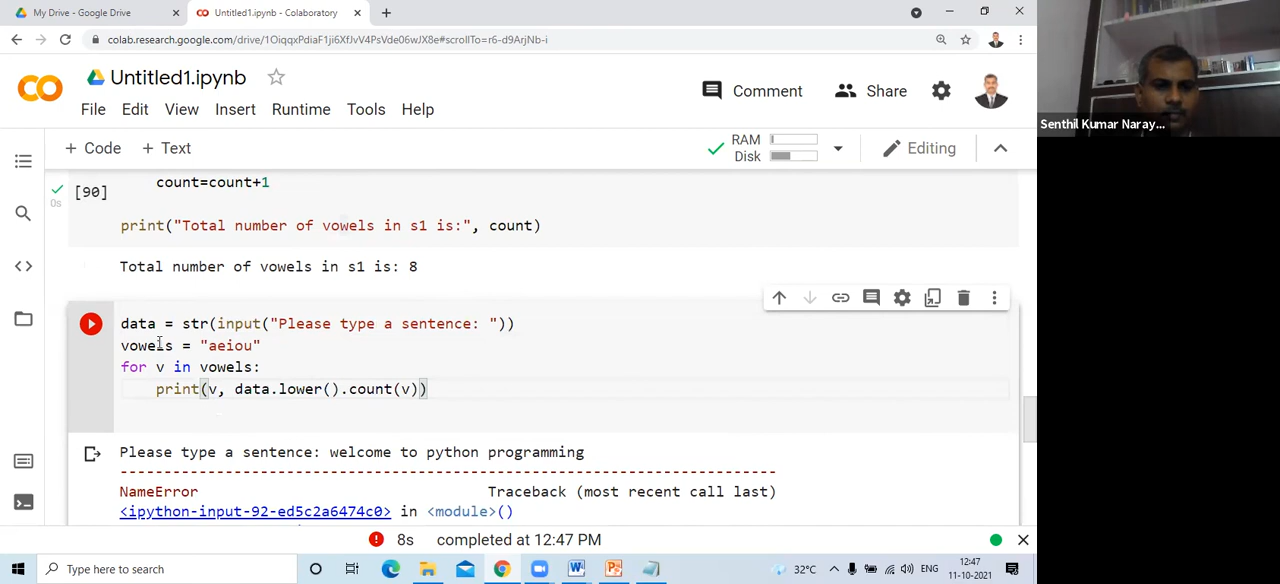 My Drive - Google Drive
Untitled1.ipynb - Colaboratory
colab.research.google.com/drive/1OiqqxPdiaF1ji6XfJvV4PsVde06wJX8e#scrollTo=r6-d9ArjNb-i
Untitled1.ipynb
Comment
Share
File Edit View Insert Runtime Tools Help
+ Code + Text
RAM
Disk
Editing
Senthil Kumar Naray...
count=count+1
[90]
0s
print("Total number of vowels in s1 is:", count)
Total number of vowels in s1 is: 8
data = str(input("Please type a sentence: "))
vowels = "aeiou"
for v in vowels:
print(v, data.lower().count(v))
Please type a sentence: welcome to python programming
---------------------------------------------------------------------------
NameError Traceback (most recent call last)
<ipython-input-92-ed5c2a6474c0> in <module>()
8s completed at 12:47 PM
Type here to search
32°C
ENG
12:47
11-10-2021